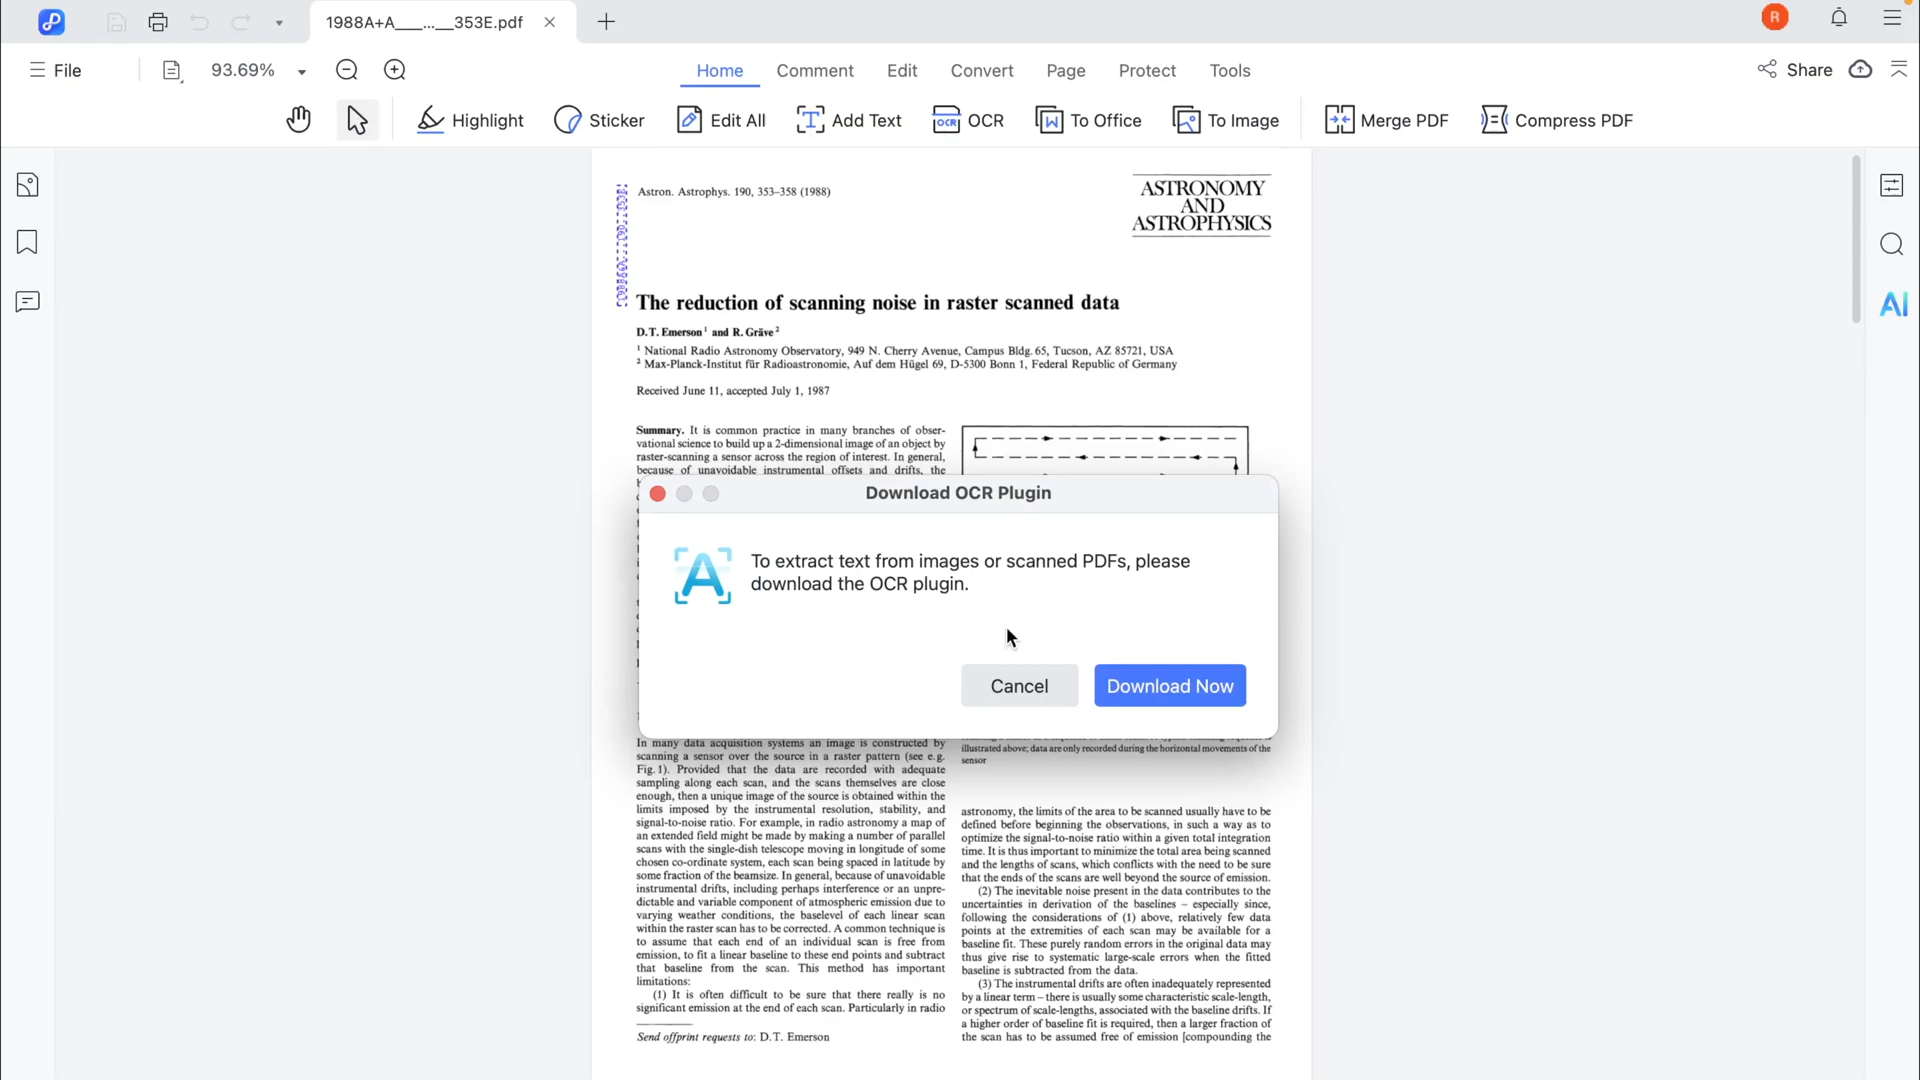 1988A+A___...__353E.pdf
R
File
93.69%
Home
Comment
Edit
Convert
Page
Protect
Tools
Share
Highlight
Sticker
Edit All
Add Text
OCR
To Office
To Image
Merge PDF
Compress PDF
AI
Astron. Astrophys. 190, 353–358 (1988)
ASTRONOMY
AND
ASTROPHYSICS
The reduction of scanning noise in raster scanned data
D.T. Emerson¹ and R. Gräve²
¹ National Radio Astronomy Observatory, 949 N. Cherry Avenue, Campus Bldg. 65, Tucson, AZ 85721, USA
² Max-Planck-Institut für Radioastronomie, Auf dem Hügel 69, D-5300 Bonn 1, Federal Republic of Germany
Received June 11, accepted July 1, 1987
Summary. It is common practice in many branches of obser-
vational science to build up a 2-dimensional image of an object by
raster-scanning a sensor across the region of interest. In general,
because of unavoidable instrumental offsets and drifts, the
Download OCR Plugin
To extract text from images or scanned PDFs, please
download the OCR plugin.
Cancel
Download Now
In many data acquisition systems an image is constructed by
scanning a sensor over the source in a raster pattern (see e.g.
Fig. 1). Provided that the data are recorded with adequate
sampling along each scan, and the scans themselves are close
enough, then a unique image of the source is obtained within the
limits imposed by the instrumental resolution, stability, and
signal-to-noise ratio. For example, in radio astronomy a map of
an extended field might be made by making a number of parallel
scans with the single-dish telescope moving in longitude of some
chosen co-ordinate system, each scan being spaced in latitude by
some fraction of the beamsize. In general, because of unavoidable
instrumental drifts, including perhaps interference or an unpre-
dictable and variable component of atmospheric emission due to
varying weather conditions, the baselevel of each linear scan
within the raster scan has to be corrected. A common technique is
to assume that each end of an individual scan is free from
emission, to fit a linear baseline to these end points and subtract
that baseline from the scan. This method has important
limitations:
(1) It is often difficult to be sure that there really is no
significant emission at the end of each scan. Particularly in radio
Send offprint requests to: D.T. Emerson
illustrated above; data are only recorded during the horizontal movements of the
sensor
astronomy, the limits of the area to be scanned usually have to be
defined before beginning the observations, in such a way as to
optimize the signal-to-noise ratio within a given total integration
time. It is thus important to minimize the total area being scanned
and the lengths of scans, which conflicts with the need to be sure
that the ends of the scans are well beyond the source of emission.
(2) The inevitable noise present in the data contributes to the
uncertainties in derivation of the baselines – especially since,
following the considerations of (1) above, relatively few data
points at the extremities of each scan may be available for a
baseline fit. These purely random errors in the original data may
thus give rise to systematic large-scale errors when the fitted
baseline is subtracted from the data.
(3) The instrumental drifts are often inadequately represented
by a linear term – there is usually some characteristic scale-length,
or spectrum of scale-lengths, associated with the baseline drifts. If
a higher order of baseline fit is required, then a larger fraction of
the scan has to be assumed free of emission [compounding the